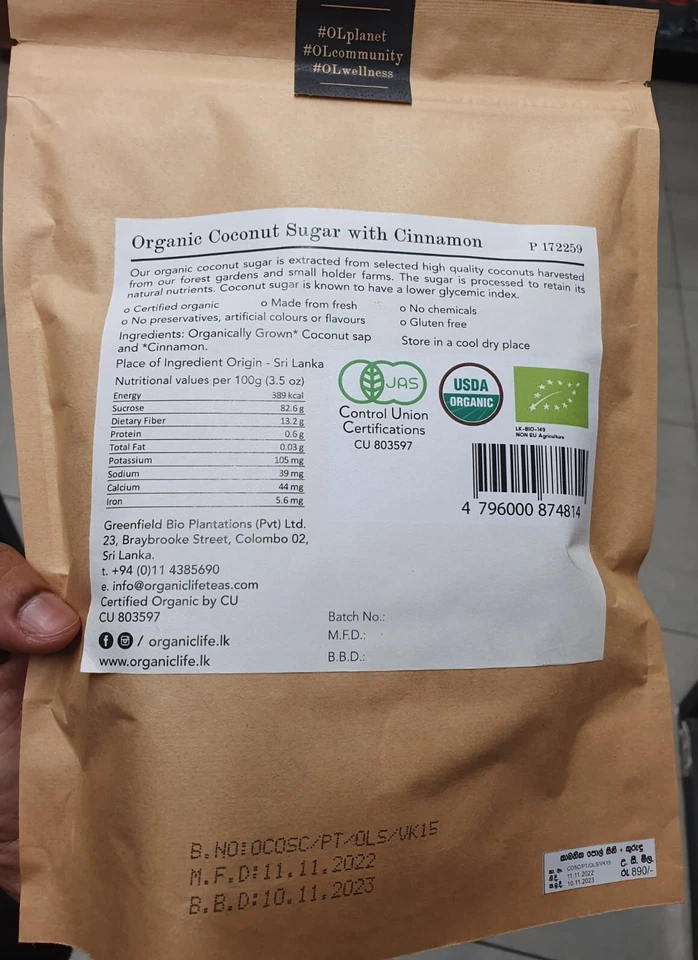 #OLplanet
#OLcommunity
#OLwellness
Organic Coconut Sugar with Cinnamon
P 172259
Our organic coconut sugar is extracted from selected high quality coconuts harvested
from our forest gardens and small holder farms. The sugar is processed to retain its
natural nutrients. Coconut sugar is known to have a lower glycemic index.
o Certified organic o Made from fresh o No chemicals
o No preservatives, artificial colours or flavours o Gluten free
Ingredients: Organically Grown* Coconut sap
and *Cinnamon.
Store in a cool dry place
Place of Ingredient Origin - Sri Lanka
Nutritional values per 100g (3.5 oz)
Energy 389 kcal
Sucrose 82.6 g
Dietary Fiber 13.2 g
Protein 0.6 g
Total Fat 0.03 g
Potassium 105 mg
Sodium 39 mg
Calcium 44 mg
Iron 5.6 mg
JAS
Control Union
Certifications
CU 803597
USDA
ORGANIC
LK-BIO-149
NON EU Agriculture
4 796000 874814
Greenfield Bio Plantations (Pvt) Ltd.
23, Braybrooke Street, Colombo 02,
Sri Lanka.
t. +94 (0)11 4385690
e. info@organiclifeteas.com
Certified Organic by CU
CU 803597
/ organiclife.lk
www.organiclife.lk
Batch No.:
M.F.D.:
B.B.D.:
B.NO:OCOSC/PT/OLS/VK15
M.F.D:11.11.2022
B.B.D:10.11.2023
කාබනික පොල් සීනි + කුරුඳු
කා. අං. COSC/PT/OLS/VK15
නි.දි. 11.11.2022
ක.ඉ.දි. 10.11.2023
උ. සි. මිල.
රු 890/-